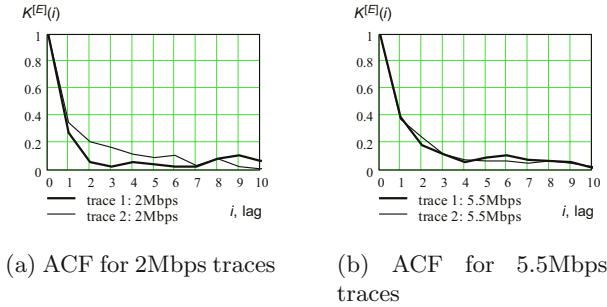 K[E](i)
1
0.8
0.6
0.4
0.2
0
0 1 2 3 4 5 6 7 8 9 10
trace 1: 2Mbps
trace 2: 2Mbps
i, lag
(a) ACF for 2Mbps traces
K[E](i)
1
0.8
0.6
0.4
0.2
0
0 1 2 3 4 5 6 7 8 9 10
trace 1: 5.5Mbps
trace 2: 5.5Mbps
i, lag
(b) ACF for 5.5Mbps
traces